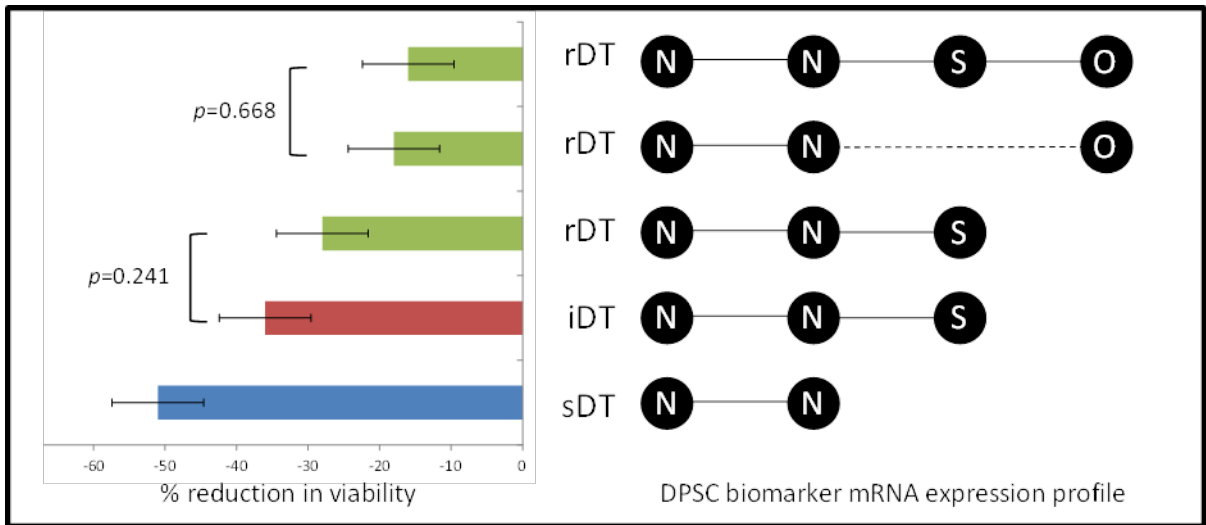 rDT N N S O
p=0.668
rDT N N O
rDT N N S
p=0.241
iDT N N S
sDT N N
-60 -50 -40 -30 -20 -10 0
% reduction in viability
DPSC biomarker mRNA expression profile